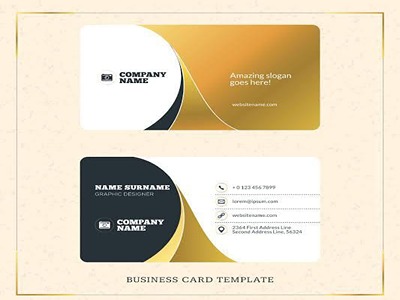 COMPANY
NAME
Amazing slogan
goes here!
websitename.com
NAME SURNAME
GRAPHIC DESIGNER
COMPANY
NAME
+ 0 123 456 7899
lorem@ipsum.com
websitename.com
2364 First Address Line
Second Address Line, 56324
BUSINESS CARD TEMPLATE